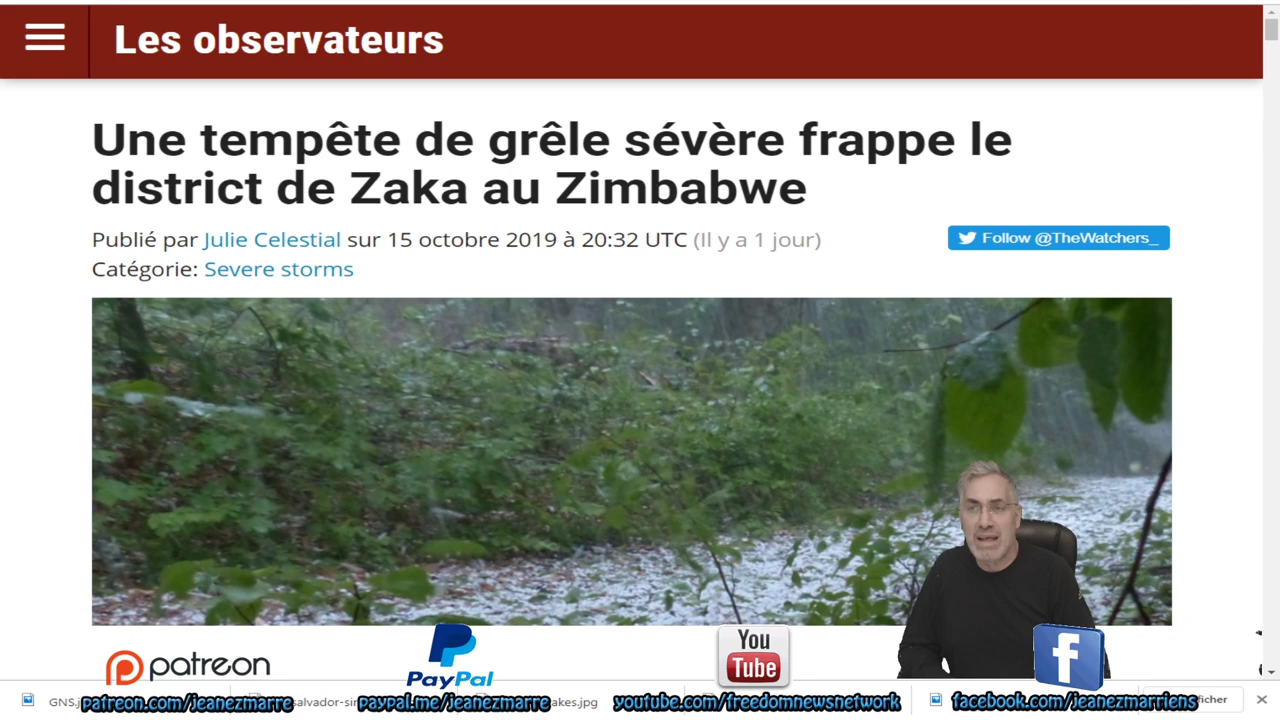 Les observateurs
Une tempête de grêle sévère frappe le
district de Zaka au Zimbabwe
Publié par Julie Celestial sur 15 octobre 2019 à 20:32 UTC (Il y a 1 jour)
Follow @TheWatchers_
Catégorie: Severe storms
patreon
PayPal
You
Tube
f
patreon.com/jeanezmarre
paypal.me/jeanezmarre
youtube.com/freedomnewsnetwork
facebook.com/jeanezmarriens